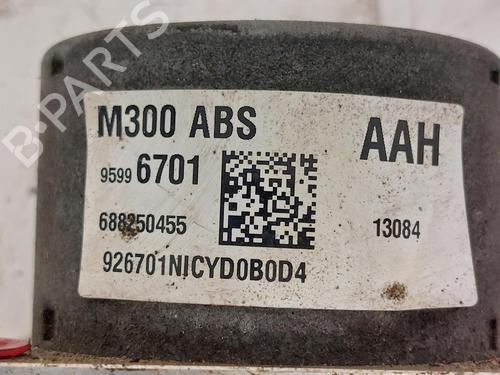 M300 ABS
AAH
9599 6701
688250455
13084
926701NICYD0B0D4
B·PARTS